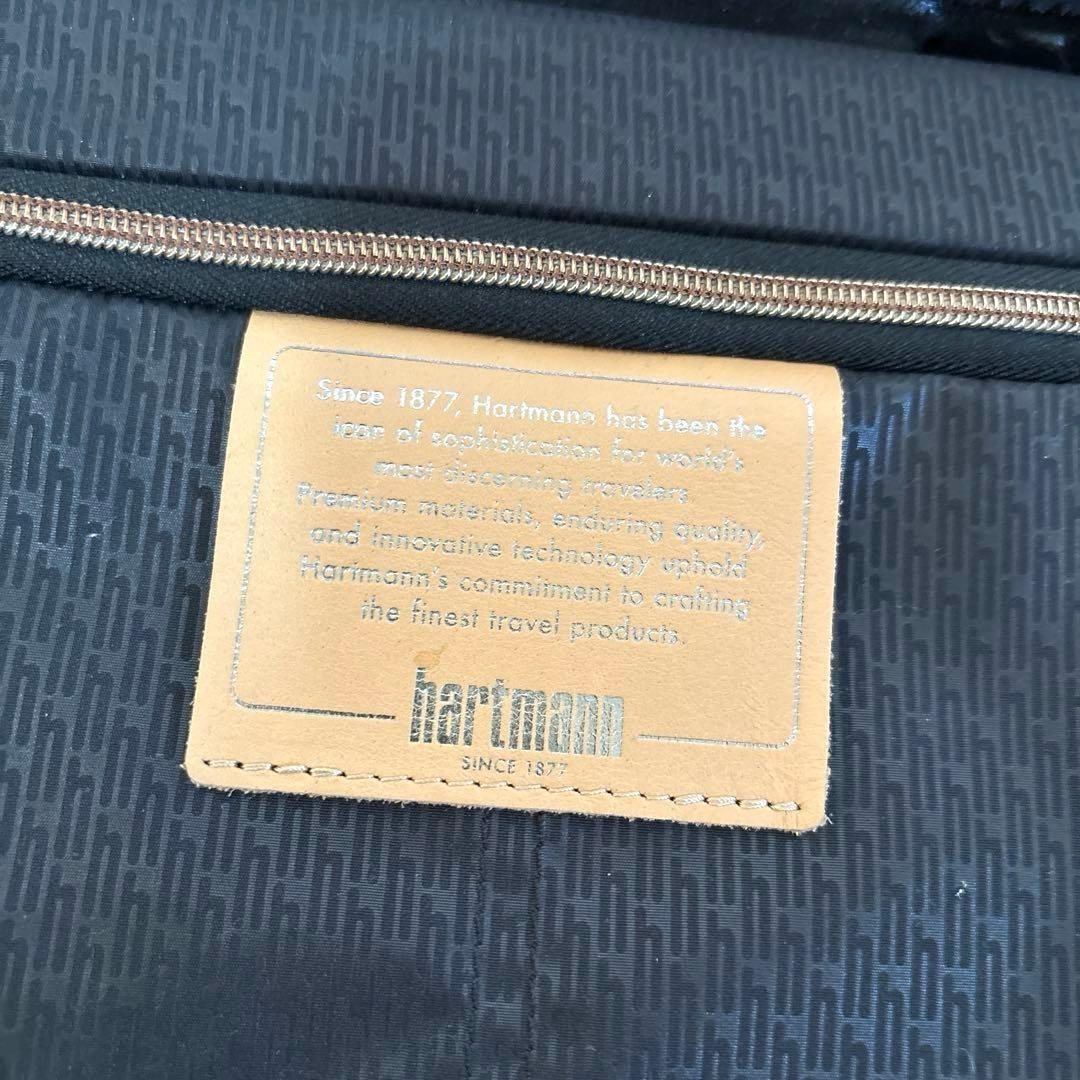 Since 1877, Hartmann has been the
icon of sophistication for world's
most discerning travelers.
Premium materials, enduring quality,
and innovative technology uphold
Hartmann's commitment to crafting
the finest travel products.
hartmann
SINCE 1877